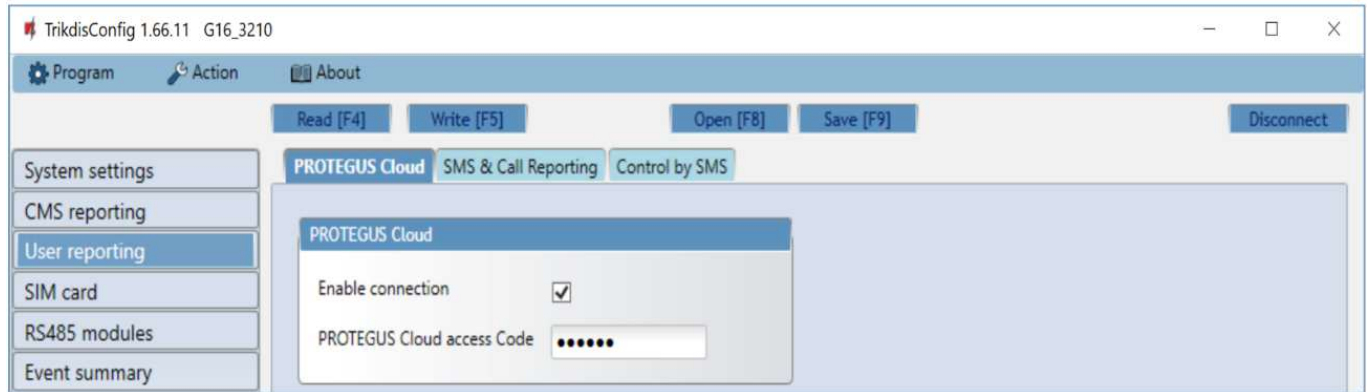 TrikdisConfig 1.66.11 G16_3210
Program Action About
Read [F4] Write [F5] Open [F8] Save [F9] Disconnect
System settings
CMS reporting
User reporting
SIM card
RS485 modules
Event summary
PROTEGUS Cloud SMS & Call Reporting Control by SMS
PROTEGUS Cloud
Enable connection
PROTEGUS Cloud access Code ••••••